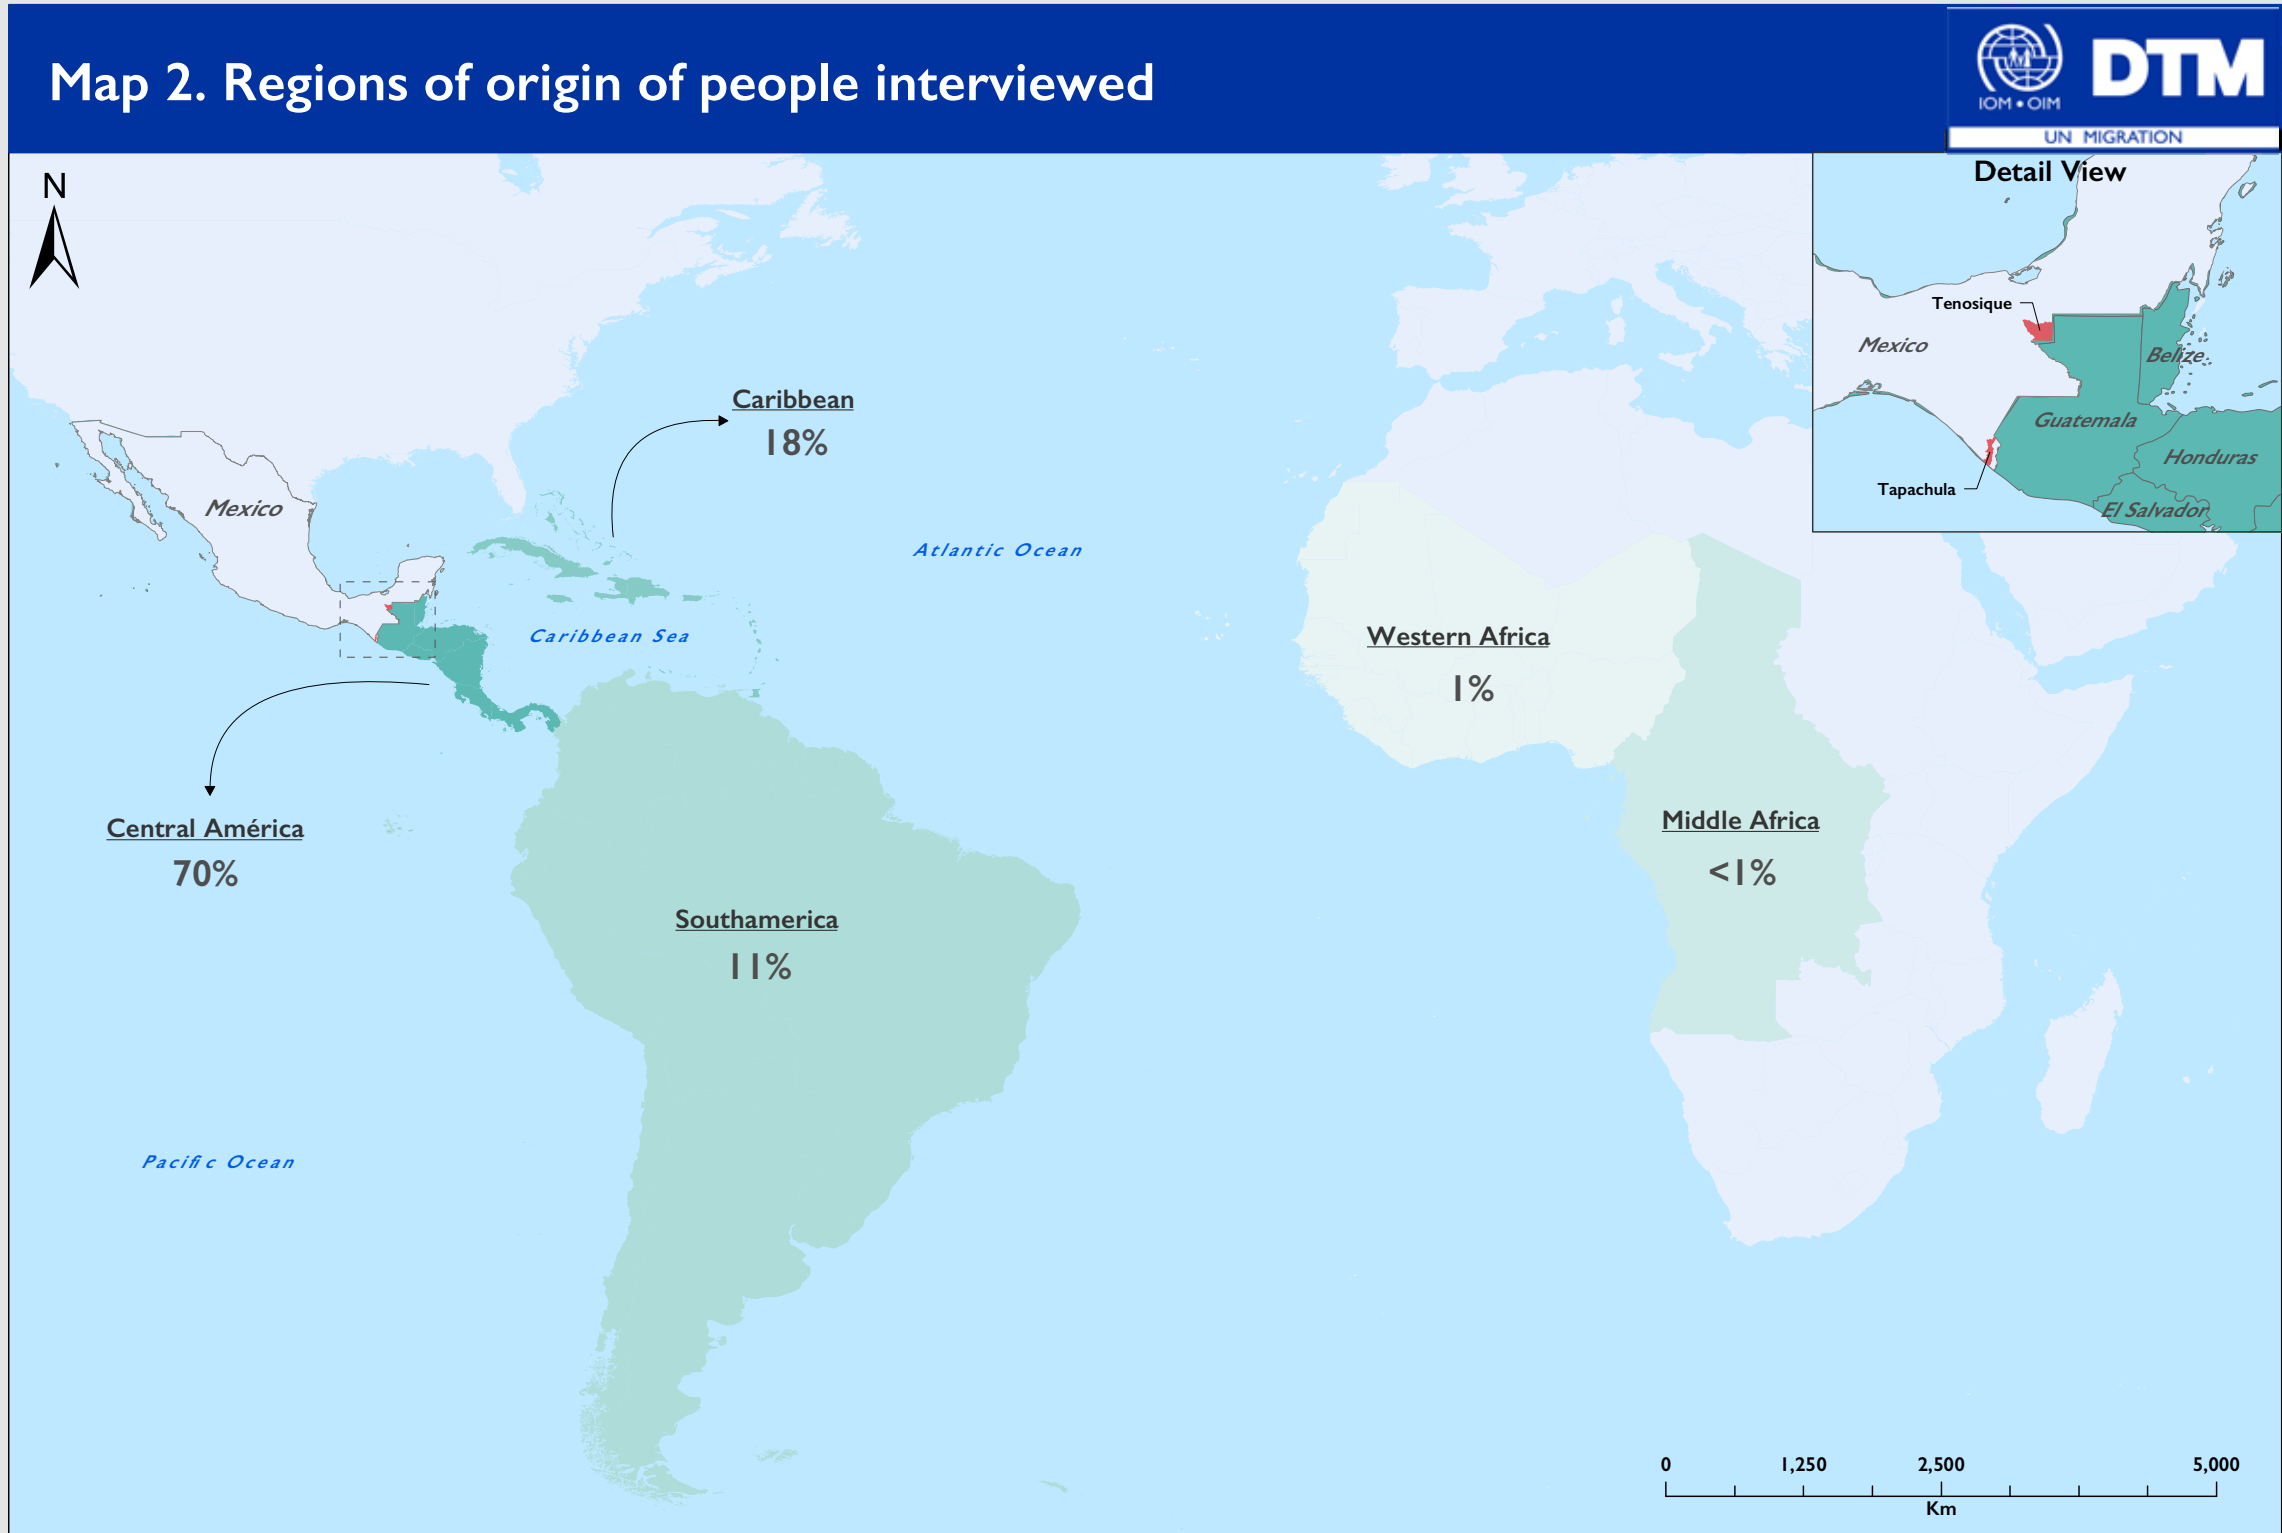 Map 2. Regions of origin of people interviewed
IOM • OIM
DTM
UN MIGRATION
N
Detail View
Tenosique
Mexico
Belize
Guatemala
Honduras
Tapachula
El Salvador
Caribbean
18%
Mexico
Atlantic Ocean
Caribbean Sea
Western Africa
1%
Central América
70%
Middle Africa
<1%
Southamerica
11%
Pacific Ocean
0 1,250 2,500 5,000
Km